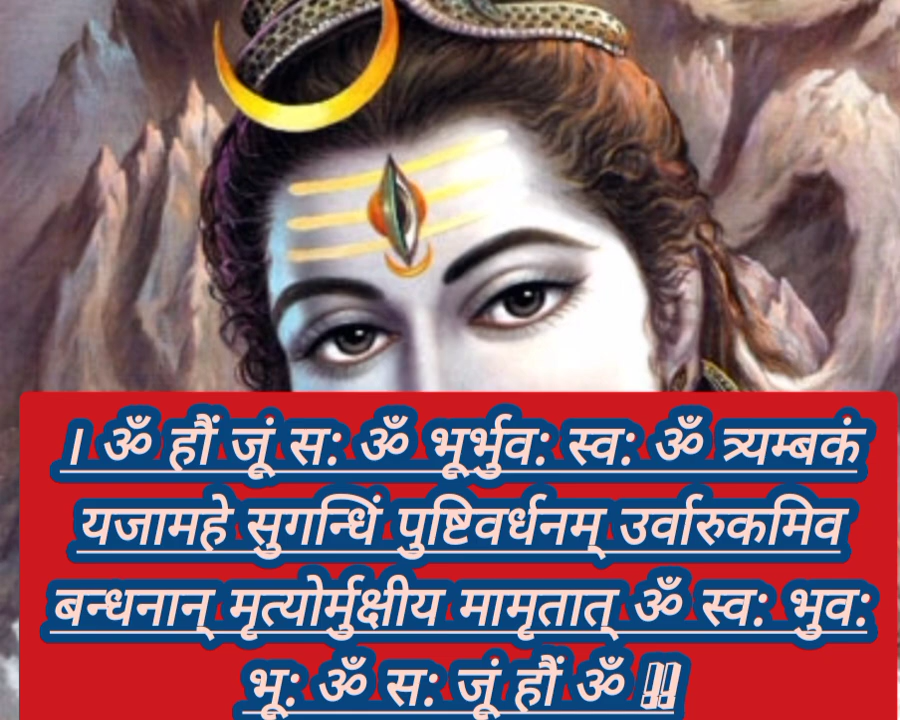 । ॐ हौं जूं स: ॐ भूर्भुव: स्व: ॐ त्र्यम्बकं
यजामहे सुगन्धिं पुष्टिवर्धनम् उर्वारुकमिव
बन्धनान् मृत्योर्मुक्षीय मामृतात् ॐ स्व: भुव:
भू: ॐ स: जूं हौं ॐ !!